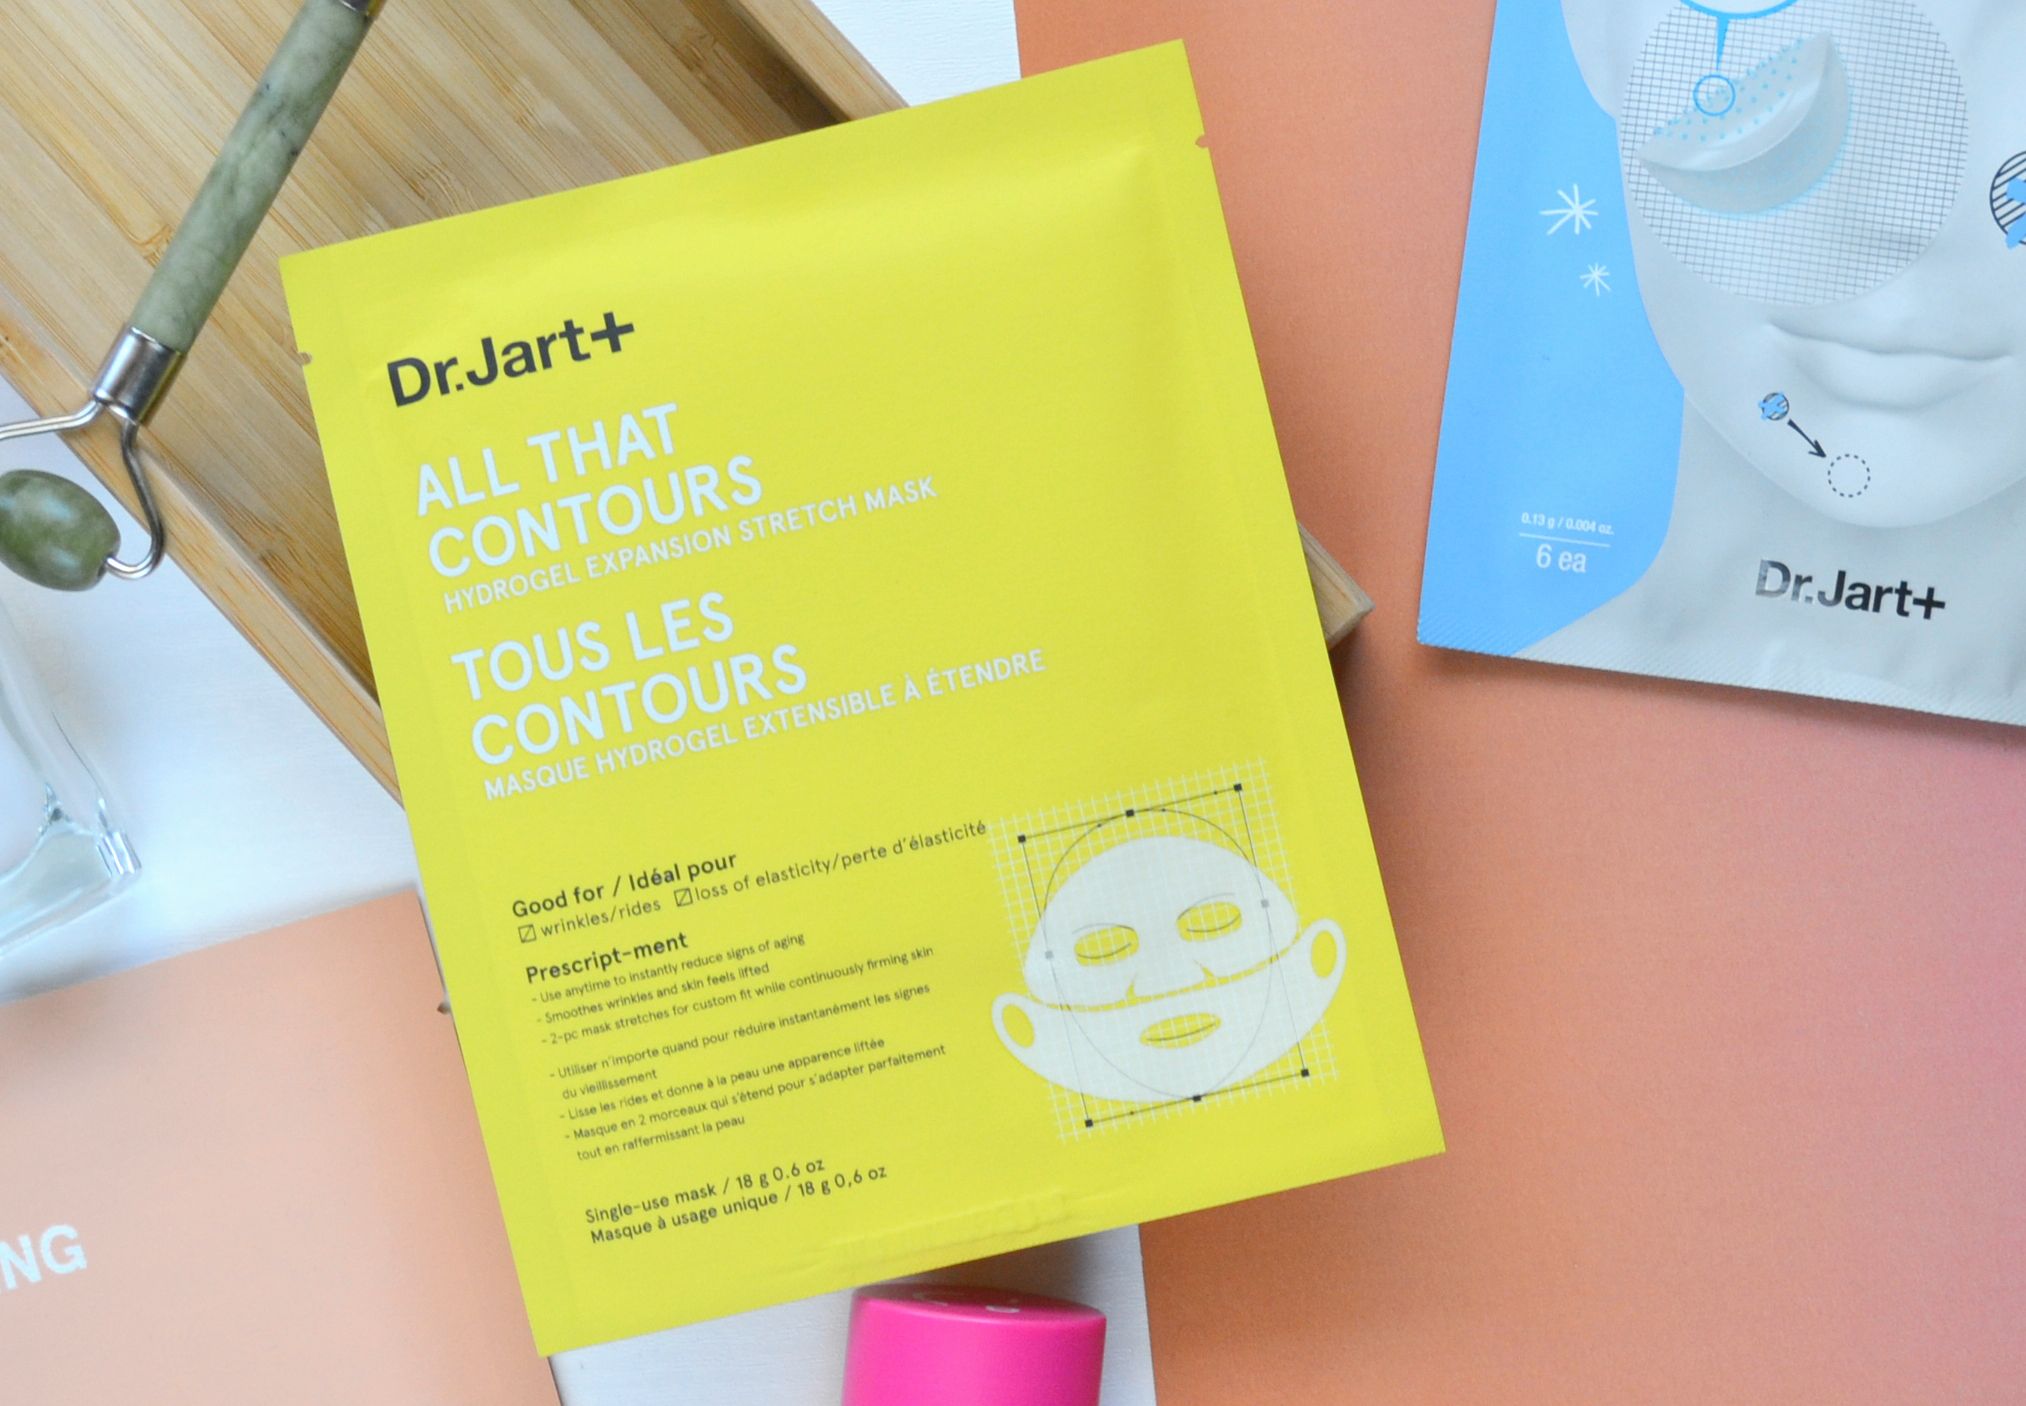 Dr.Jart+
ALL THAT
CONTOURS
HYDROGEL EXPANSION STRETCH MASK
TOUS LES
CONTOURS
MASQUE HYDROGEL EXTENSIBLE À ÉTENDRE
Good for / Idéal pour
wrinkles/rides loss of elasticity/perte d'élasticité
Prescript-ment
- Use anytime to instantly reduce signs of aging
- Smoothes wrinkles and skin feels lifted
- 2-pc mask stretches for custom fit while continuously firming skin
- Utiliser n'importe quand pour réduire instantanément les signes
du vieillissement
- Lisse les rides et donne à la peau une apparence liftée
- Masque en 2 morceaux qui s'étend pour s'adapter parfaitement
tout en raffermissant la peau
Single-use mask / 18 g 0.6 oz
Masque à usage unique / 18 g 0,6 oz
0.13 g / 0.004 oz.
6 ea
Dr.Jart+
NG